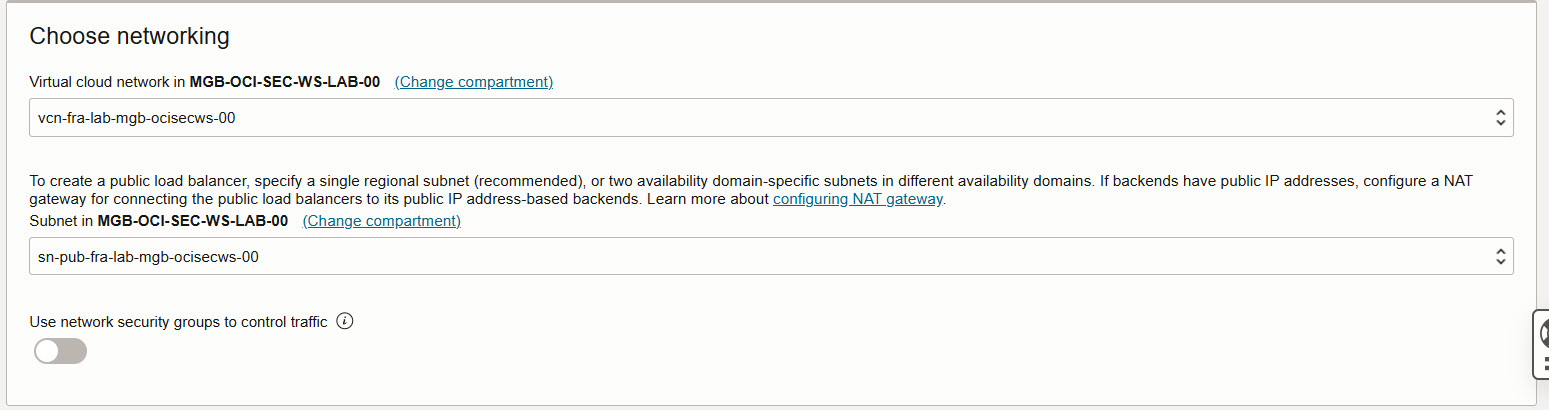 Choose networking
Virtual cloud network in MGB-OCI-SEC-WS-LAB-00 (Change compartment)
vcn-fra-lab-mgb-ocisecws-00
To create a public load balancer, specify a single regional subnet (recommended), or two availability domain-specific subnets in different availability domains. If backends have public IP addresses, configure a NAT
gateway for connecting the public load balancers to its public IP address-based backends. Learn more about configuring NAT gateway.
Subnet in MGB-OCI-SEC-WS-LAB-00 (Change compartment)
sn-pub-fra-lab-mgb-ocisecws-00
Use network security groups to control traffic